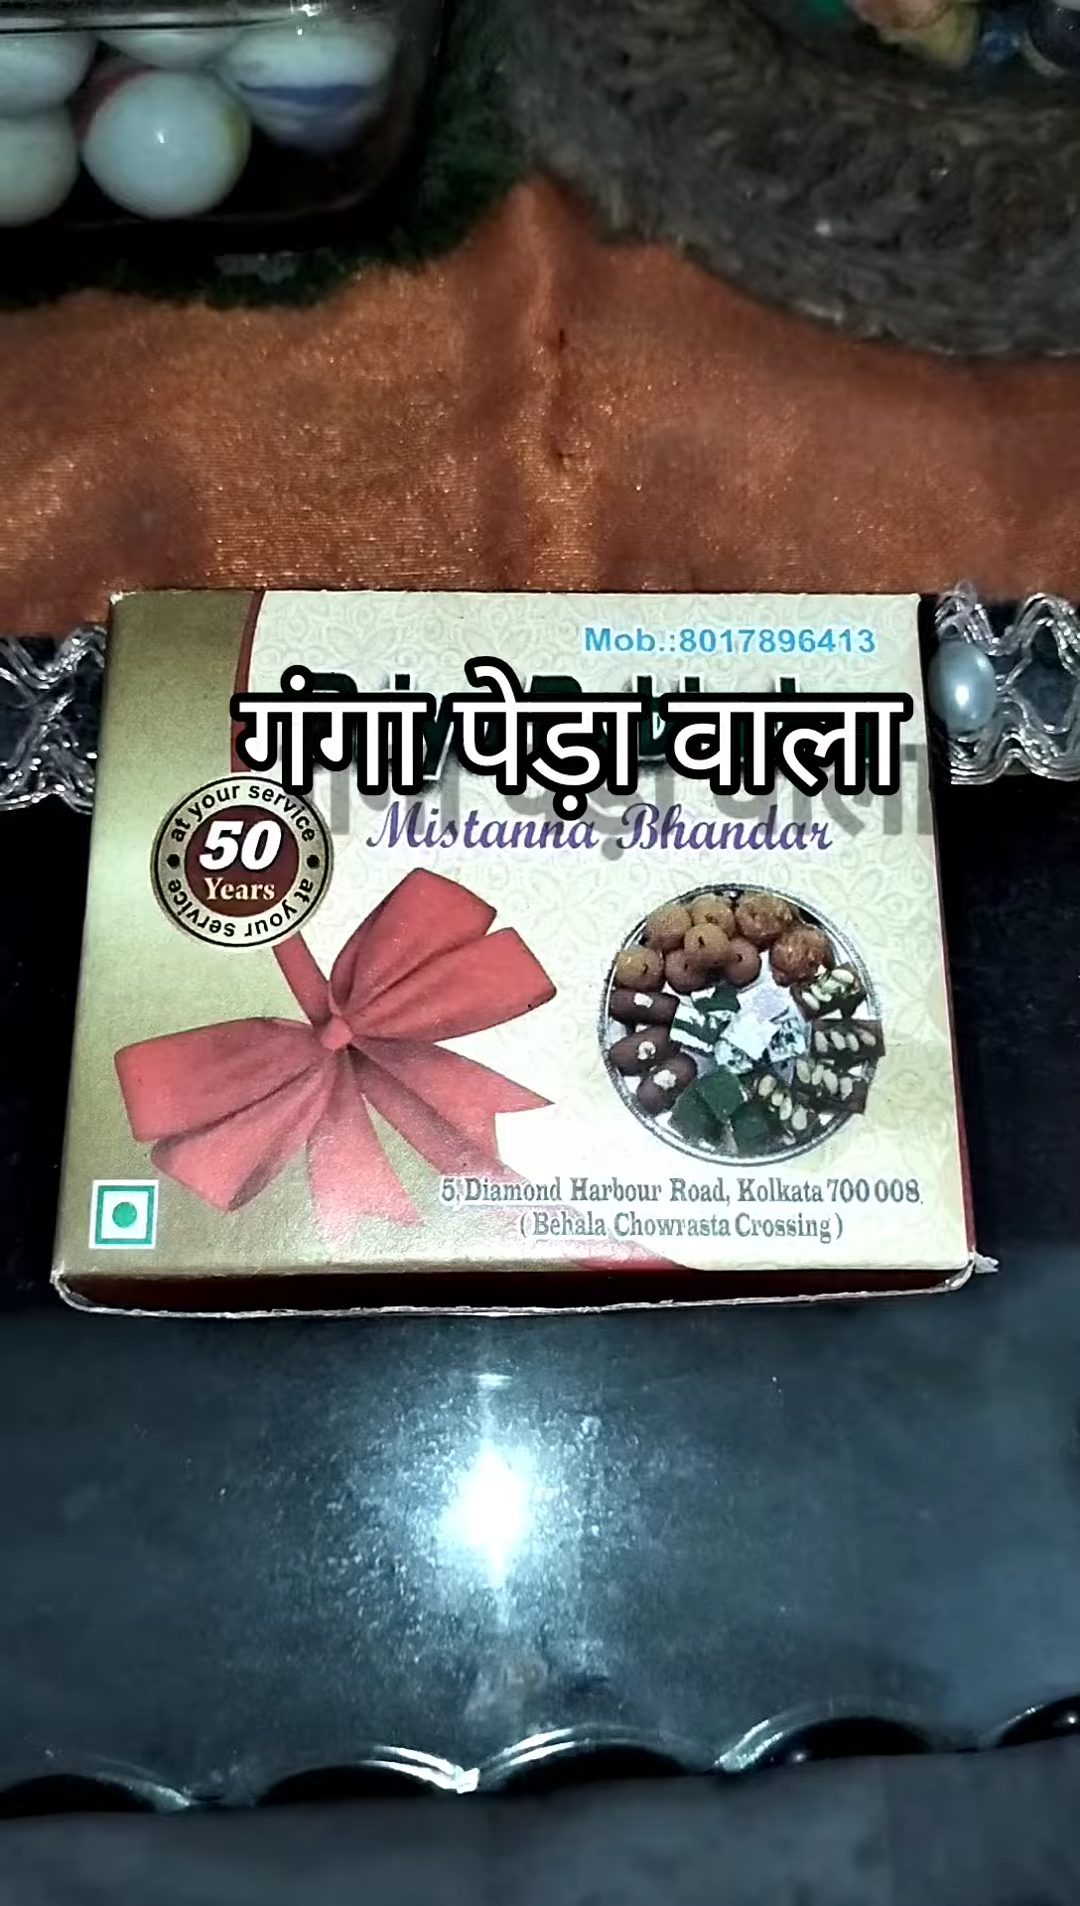 Mob.:8017896413
गंगा पेड़ा वाला
Mistanna Bhandar
at your service
50
Years
at your service
5, Diamond Harbour Road, Kolkata 700 008.
( Behala Chowrasta Crossing )